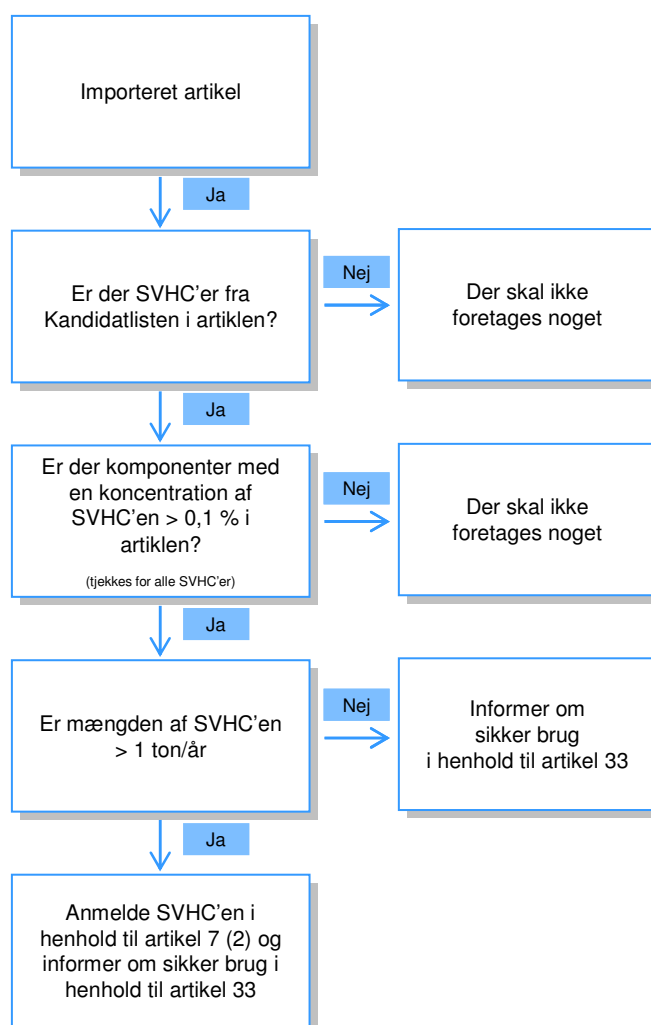 Importeret artikel
Ja
Er der SVHC'er fra
Kandidatlisten i artiklen?
Nej
Der skal ikke
foretages noget
Ja
Er der komponenter med
en koncentration af
SVHC'en > 0,1 % i
artiklen?
(tjekkes for alle SVHC'er)
Nej
Der skal ikke
foretages noget
Ja
Er mængden af SVHC'en
> 1 ton/år
Nej
Informer om
sikker brug
i henhold til artikel 33
Ja
Anmelde SVHC'en i
henhold til artikel 7 (2) og
informer om sikker brug i
henhold til artikel 33